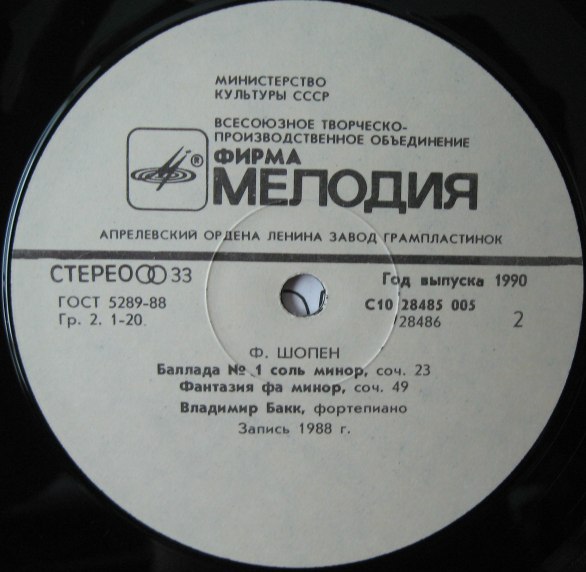 МИНИСТЕРСТВО
КУЛЬТУРЫ СССР
ВСЕСОЮЗНОЕ ТВОРЧЕСКО-
ПРОИЗВОДСТВЕННОЕ ОБЪЕДИНЕНИЕ
®
ФИРМА
МЕЛОДИЯ
АПРЕЛЕВСКИЙ ОРДЕНА ЛЕНИНА ЗАВОД ГРАМПЛАСТИНОК
СТЕРЕО 33
Год выпуска 1990
ГОСТ 5289-88
С10 28485 005
Гр. 2. 1-20.
/28486
2
Ф. ШОПЕН
Баллада № 1 соль минор, соч. 23
Фантазия фа минор, соч. 49
Владимир Бакк, фортепиано
Запись 1988 г.